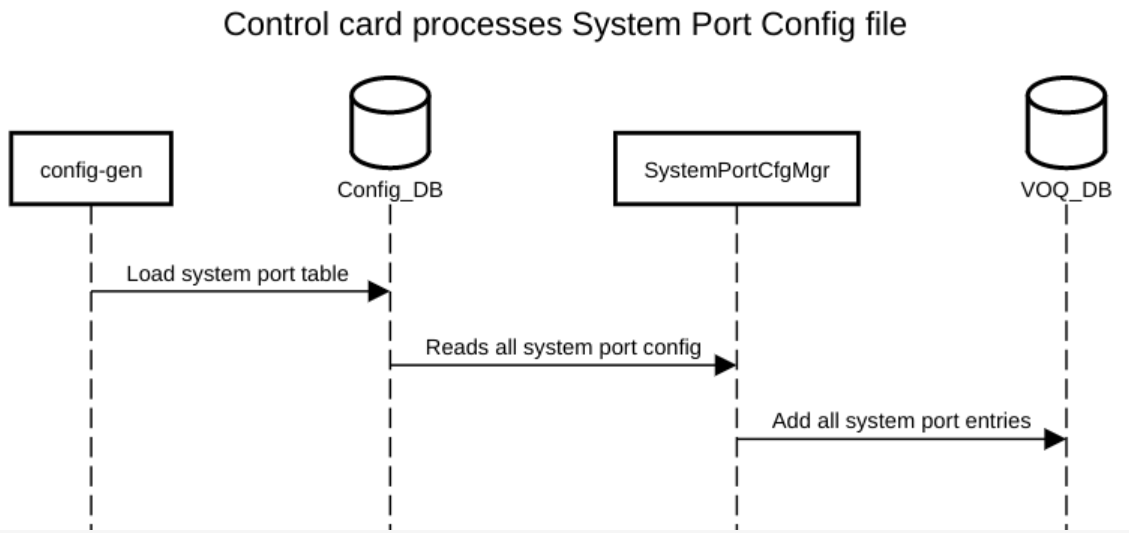 Control card processes System Port Config file
config-gen
Config_DB
SystemPortCfgMgr
VOQ_DB
Load system port table
Reads all system port config
Add all system port entries